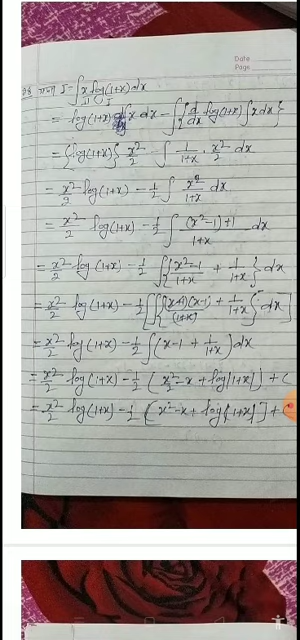 Date
Page
माना I = ∫x log(1+x) dx
II I
= log(1+x) ∫x dx - ∫{d/dx log(1+x) ∫x dx}
= {log(1+x)} x²/2 - ∫ 1/1+x · x²/2 dx
= x²/2 log(1+x) - 1/2 ∫ x²/1+x dx
= x²/2 log(1+x) - 1/2 ∫ (x²-1)+1/1+x dx
= x²/2 log(1+x) - 1/2 ∫{x²-1/1+x + 1/1+x} dx
= x²/2 log(1+x) - 1/2 [∫{(x+1)(x-1)/(1+x) + 1/1+x} dx]
= x²/2 log(1+x) - 1/2 ∫(x-1 + 1/1+x) dx
= x²/2 log(1+x) - 1/2 (x²/2 - x + log|1+x|) + C
= x²/2 log(1+x) - 1/2 [x²-x + log|1+x|] +